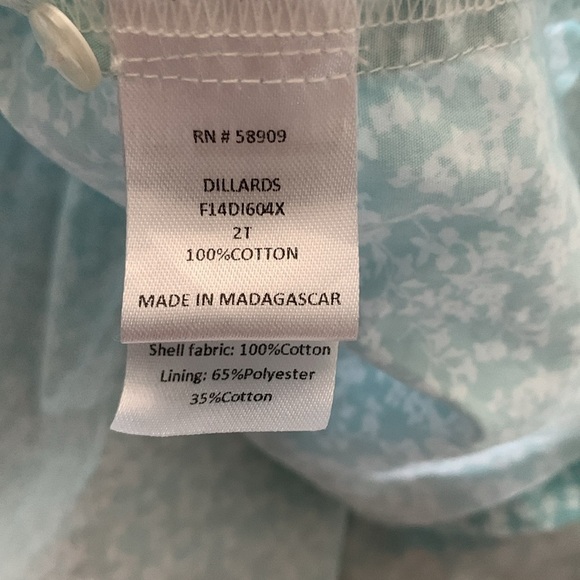 RN # 58909
DILLARDS
F14DI604X
2T
100%COTTON
MADE IN MADAGASCAR
Shell fabric: 100%Cotton
Lining: 65%Polyester
35%Cotton